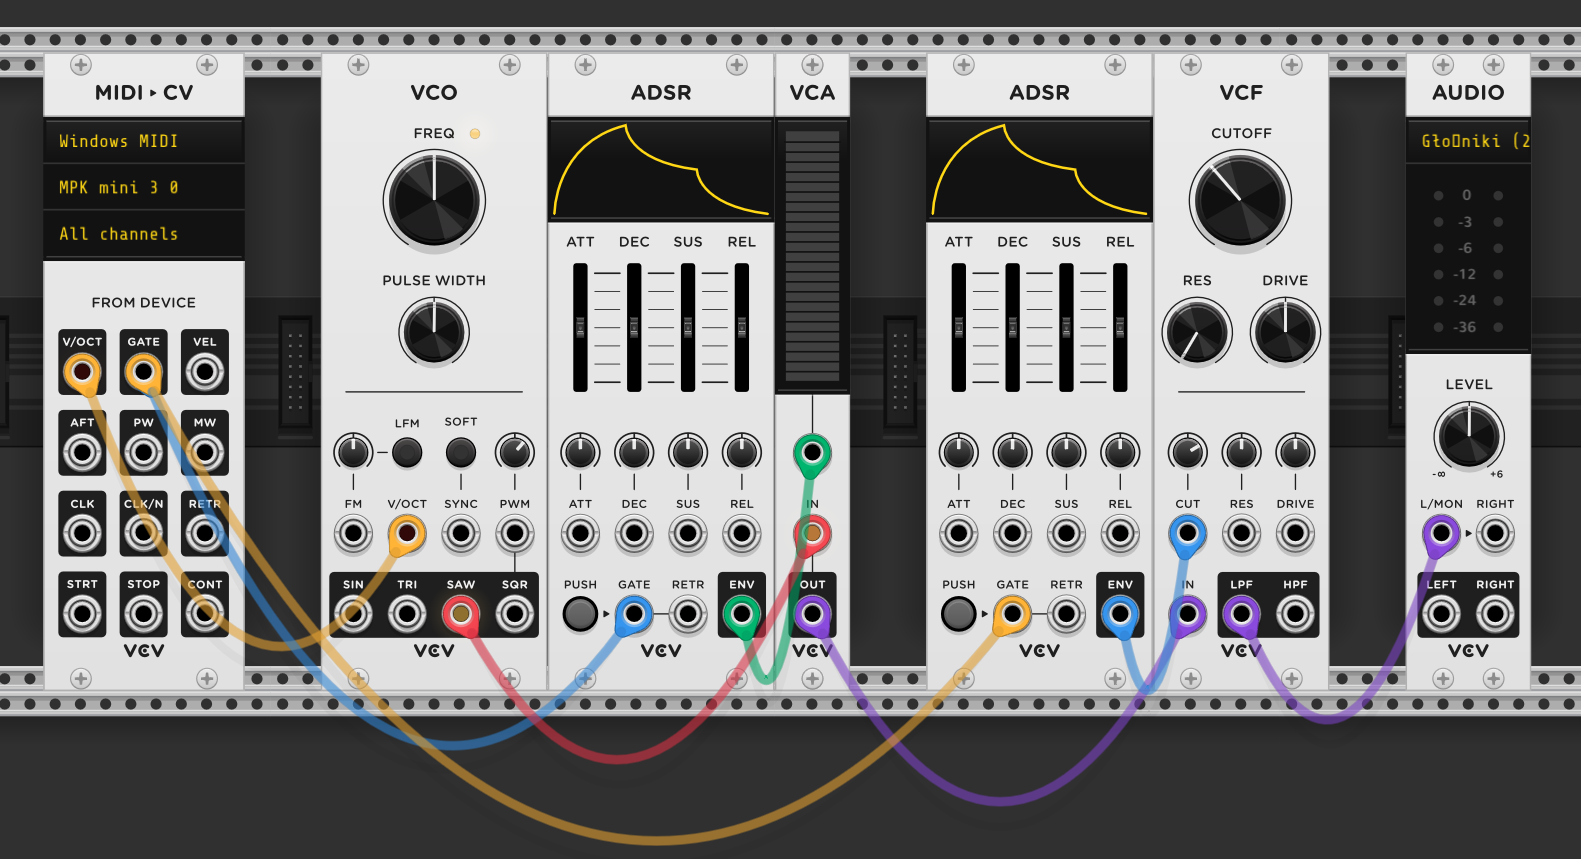 MIDI ▸ CV
Windows MIDI
MPK mini 3 0
All channels
FROM DEVICE
V/OCT GATE VEL
AFT PW MW
CLK CLK/N RETR
STRT STOP CONT
VCV
VCO
FREQ
PULSE WIDTH
LFM SOFT
FM V/OCT SYNC PWM
SIN TRI SAW SQR
VCV
ADSR
ATT DEC SUS REL
ATT DEC SUS REL
PUSH GATE RETR ENV
VCV
VCA
IN
OUT
VCV
ADSR
ATT DEC SUS REL
ATT DEC SUS REL
PUSH GATE RETR ENV
VCV
VCF
CUTOFF
RES DRIVE
CUT RES DRIVE
IN LPF HPF
VCV
AUDIO
Gło▯niki (2
0
-3
-6
-12
-24
-36
LEVEL
-∞ +6
L/MON RIGHT
LEFT RIGHT
VCV